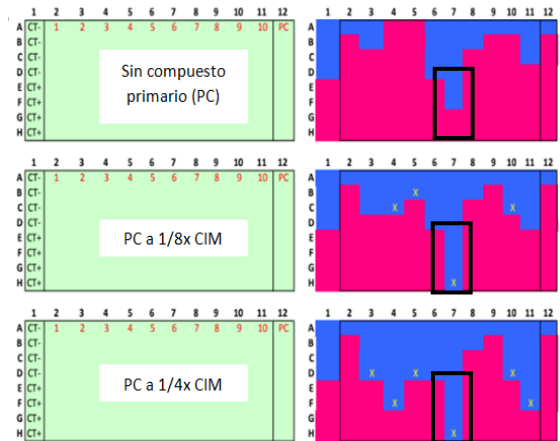 1 2 3 4 5 6 7 8 9 10 11 12
A CT- 1 2 3 4 5 6 7 8 9 10 PC
B CT-
C CT-
D CT-
E CT+
F CT+
G CT+
H CT+
Sin compuesto
primario (PC)
1 2 3 4 5 6 7 8 9 10 11 12
A
B
C
D
E
F
G
H
1 2 3 4 5 6 7 8 9 10 11 12
A CT- 1 2 3 4 5 6 7 8 9 10 PC
B CT-
C CT-
D CT-
E CT+
F CT+
G CT+
H CT+
PC a 1/8x CIM
1 2 3 4 5 6 7 8 9 10 11 12
A
B X
C X X
D
E
F
G
H X
1 2 3 4 5 6 7 8 9 10 11 12
A CT- 1 2 3 4 5 6 7 8 9 10 PC
B CT-
C CT-
D CT-
E CT+
F CT+
G CT+
H CT+
PC a 1/4x CIM
1 2 3 4 5 6 7 8 9 10 11 12
A
B
C
D X X X
E
F X X
G
H X